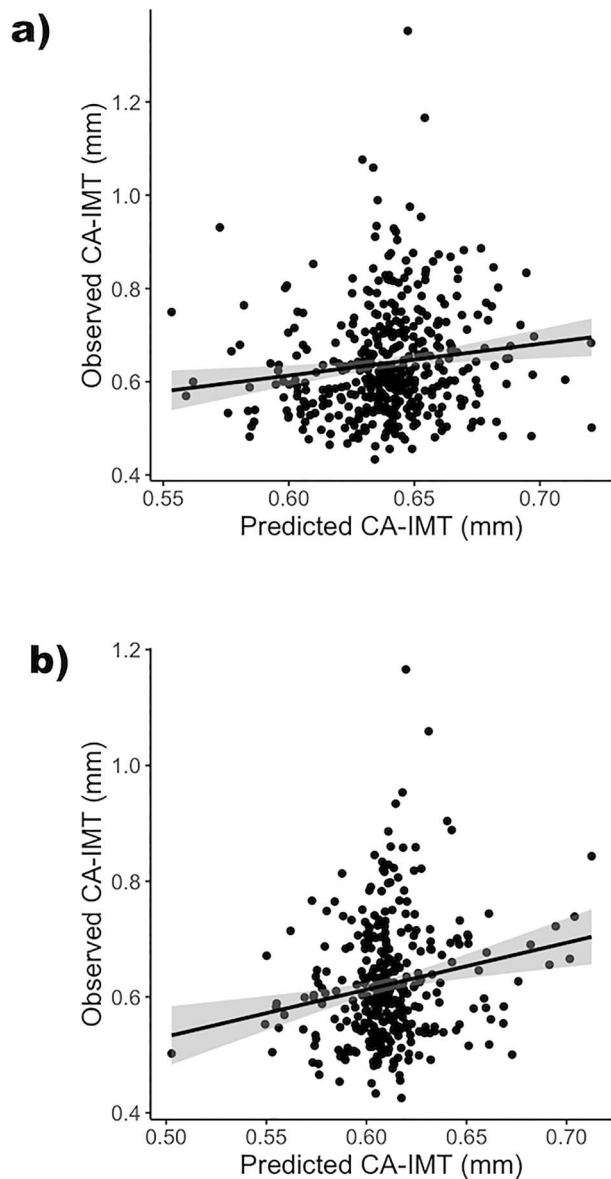 a)
Observed CA-IMT (mm)
1.2
1.0
0.8
0.6
0.4
0.55 0.60 0.65 0.70
Predicted CA-IMT (mm)
b)
Observed CA-IMT (mm)
1.2
1.0
0.8
0.6
0.4
0.50 0.55 0.60 0.65 0.70
Predicted CA-IMT (mm)